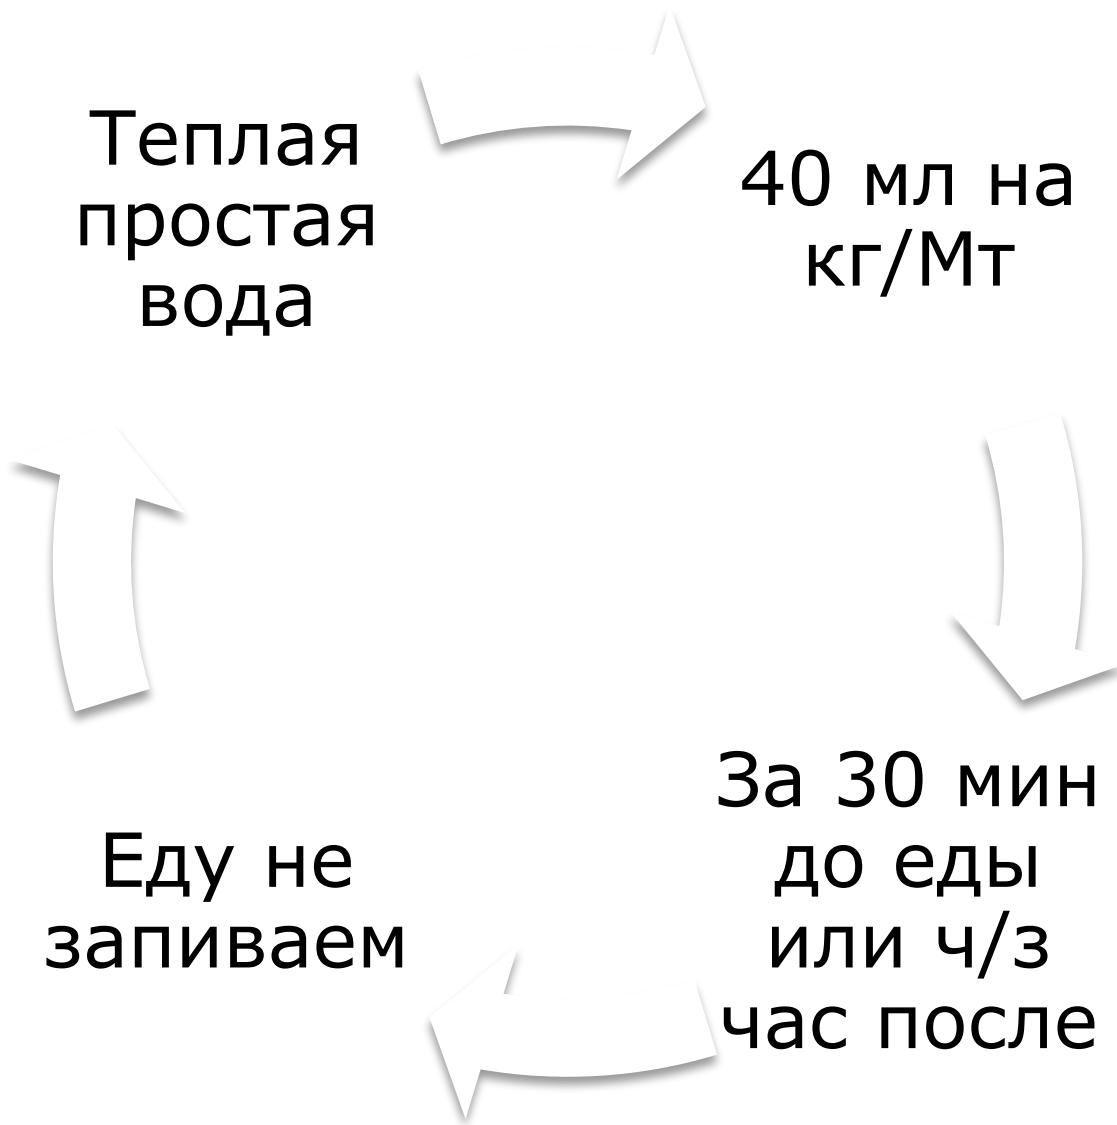 Теплая
простая
вода
40 мл на
кг/Мт
За 30 мин
до еды
или ч/з
час после
Еду не
запиваем